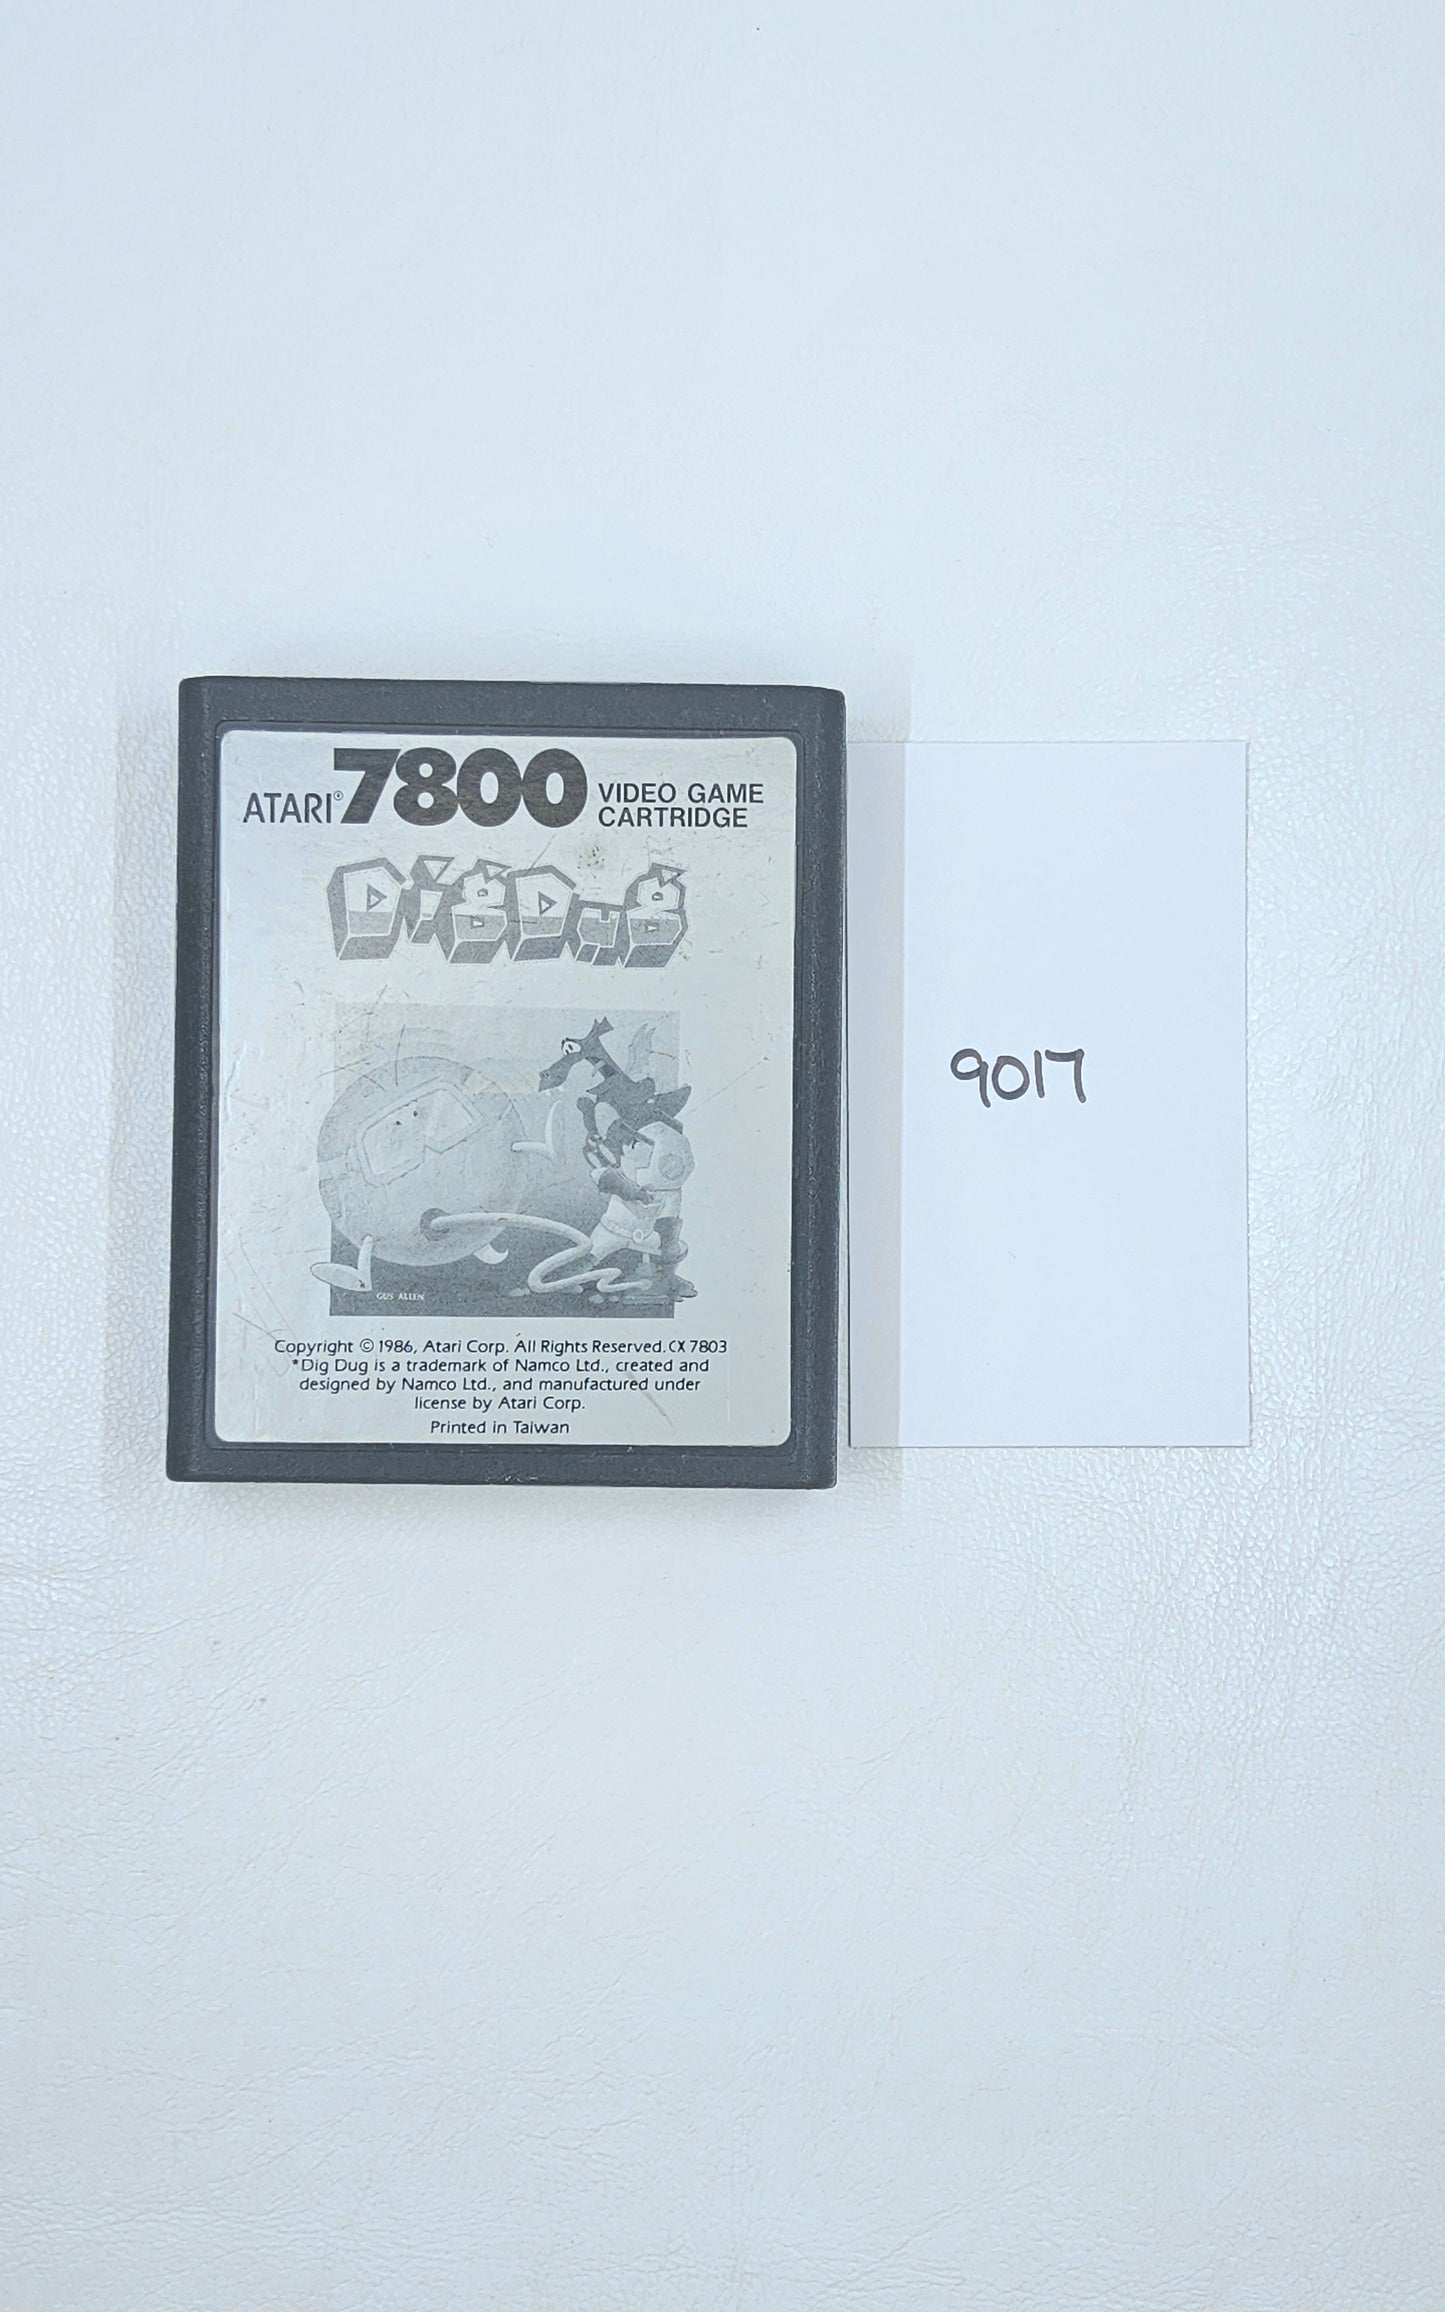 ATARI® 7800 VIDEO GAME
CARTRIDGE
DigDug
GUS ALLEN
Copyright © 1986, Atari Corp. All Rights Reserved. CX 7803
*Dig Dug is a trademark of Namco Ltd., created and
designed by Namco Ltd., and manufactured under
license by Atari Corp.
Printed in Taiwan
9017